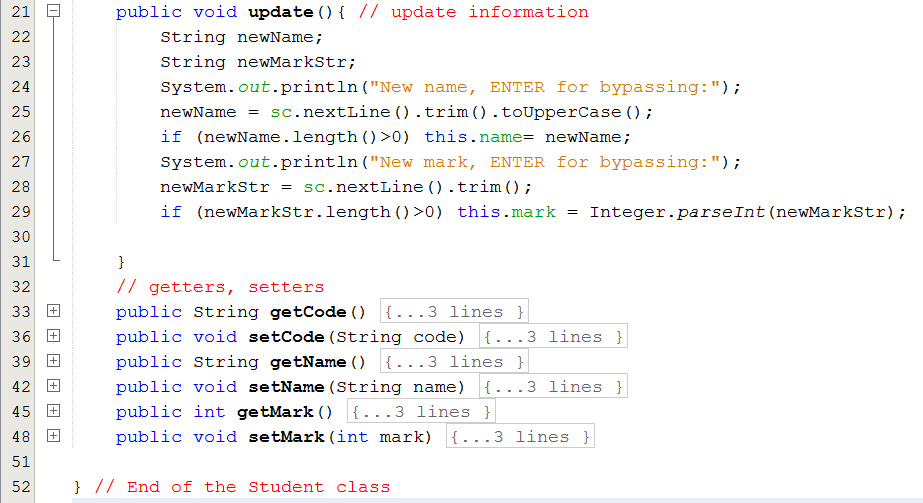 21 public void update(){ // update information
22 String newName;
23 String newMarkStr;
24 System.out.println("New name, ENTER for bypassing:");
25 newName = sc.nextLine().trim().toUpperCase();
26 if (newName.length()>0) this.name= newName;
27 System.out.println("New mark, ENTER for bypassing:");
28 newMarkStr = sc.nextLine().trim();
29 if (newMarkStr.length()>0) this.mark = Integer.parseInt(newMarkStr);
30
31 }
32 // getters, setters
33 public String getCode() {...3 lines }
36 public void setCode(String code) {...3 lines }
39 public String getName() {...3 lines }
42 public void setName(String name) {...3 lines }
45 public int getMark() {...3 lines }
48 public void setMark(int mark) {...3 lines }
51
52 } // End of the Student class